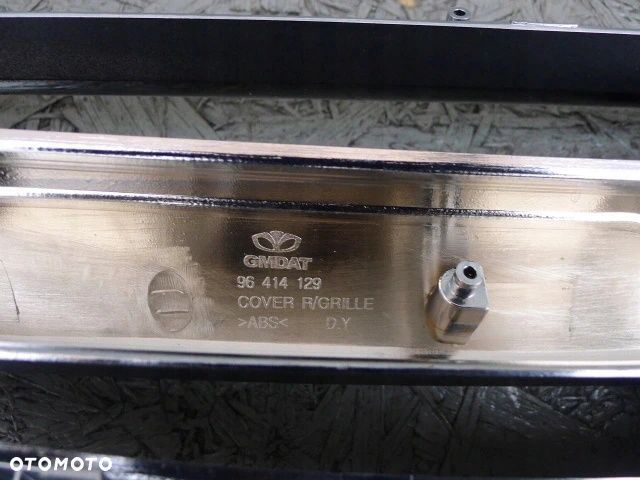 GMDAT
96 414 129
COVER R/GRILLE
>ABS< D.Y
OTOMOTO